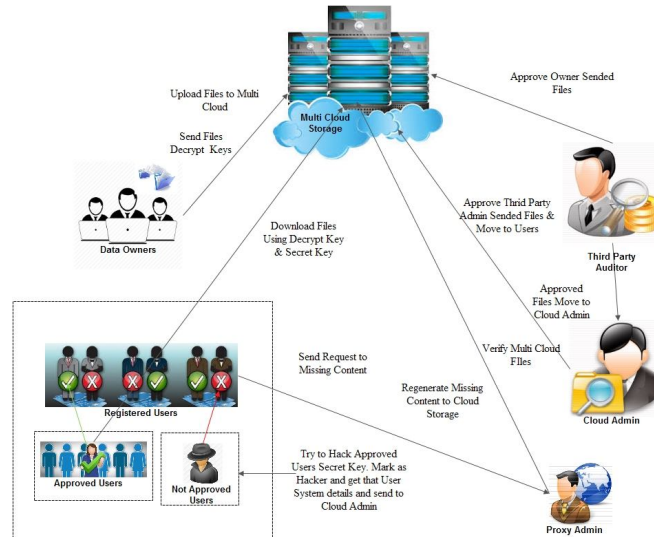 Upload Files to Multi
Cloud
Approve Owner Sended
Files
Multi Cloud
Storage
Send Files
Decrypt Keys
Data Owners
Download Files
Using Decrypt Key
& Secret Key
Approve Thrid Party
Admin Sended Files &
Move to Users
Third Party
Auditor
Approved
Files Move to
Cloud Admin
Send Request to
Missing Content
Verify Multi Cloud
FIles
Regenerate Missing
Content to Cloud
Storage
Cloud Admin
Registered Users
Approved Users
Not Approved
Users
Try to Hack Approved
Users Secret Key. Mark as
Hacker and get that User
System details and send to
Cloud Admin
Proxy Admin